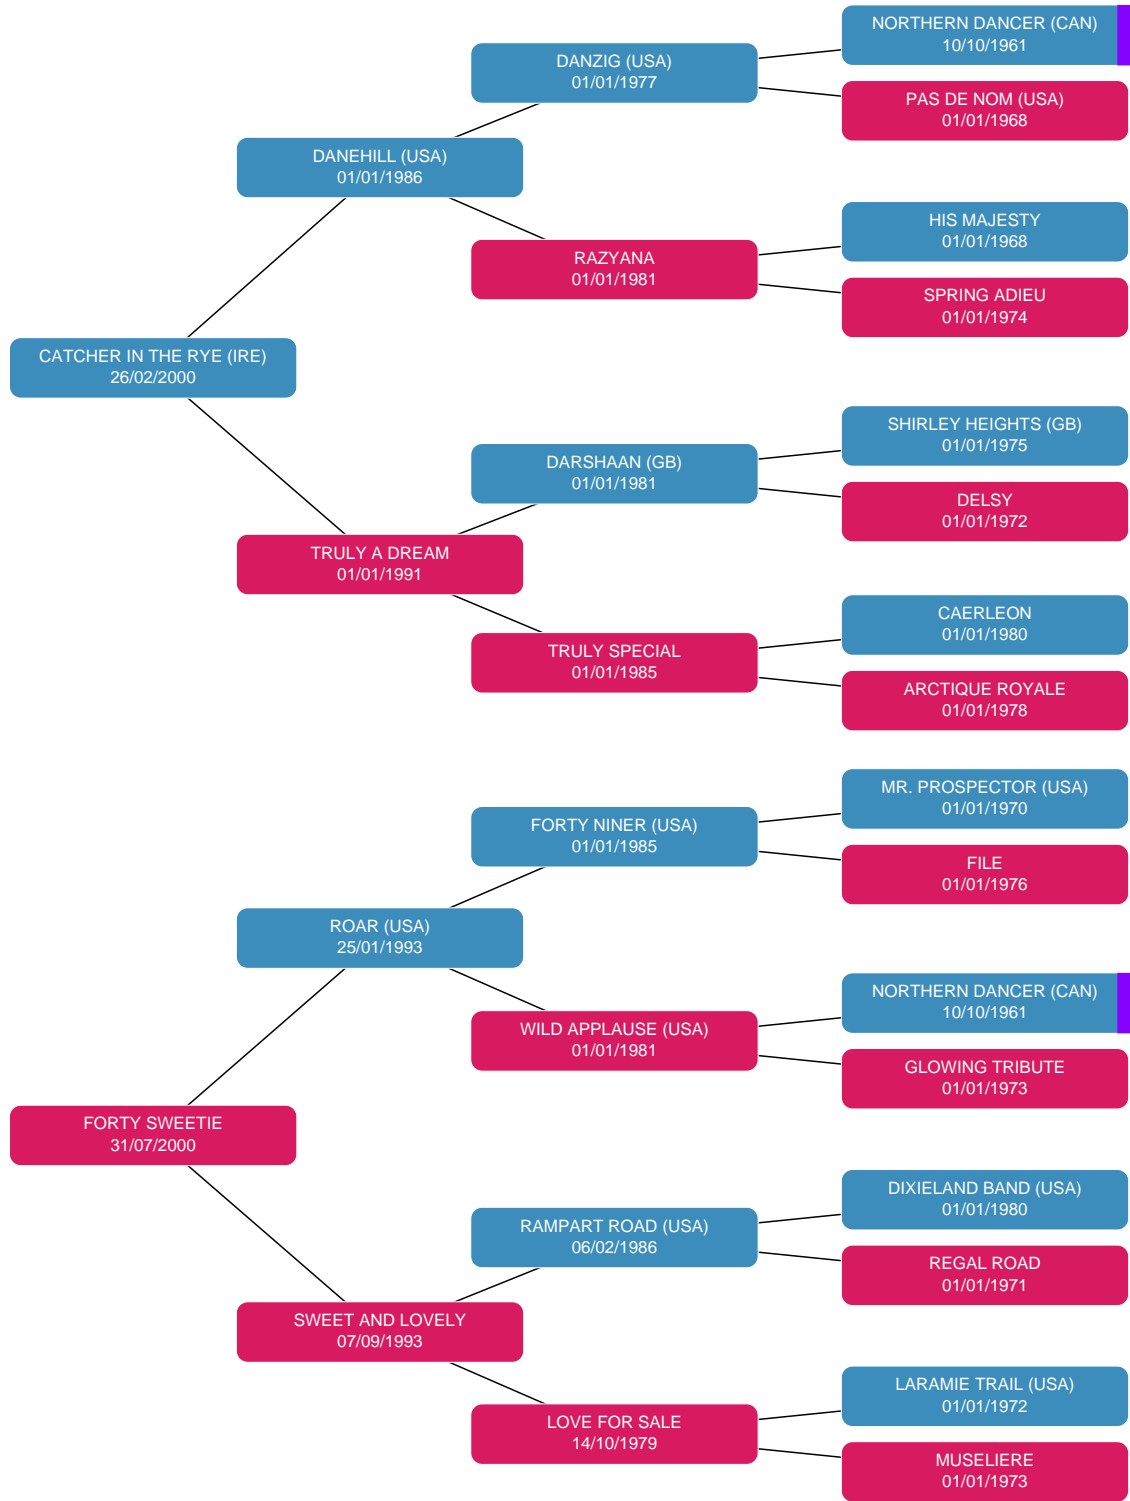 NORTHERN DANCER (CAN)
10/10/1961
DANZIG (USA)
01/01/1977
PAS DE NOM (USA)
01/01/1968
DANEHILL (USA)
01/01/1986
HIS MAJESTY
01/01/1968
RAZYANA
01/01/1981
SPRING ADIEU
01/01/1974
CATCHER IN THE RYE (IRE)
26/02/2000
SHIRLEY HEIGHTS (GB)
01/01/1975
DARSHAAN (GB)
01/01/1981
DELSY
01/01/1972
TRULY A DREAM
01/01/1991
CAERLEON
01/01/1980
TRULY SPECIAL
01/01/1985
ARCTIQUE ROYALE
01/01/1978
MR. PROSPECTOR (USA)
01/01/1970
FORTY NINER (USA)
01/01/1985
FILE
01/01/1976
ROAR (USA)
25/01/1993
NORTHERN DANCER (CAN)
10/10/1961
WILD APPLAUSE (USA)
01/01/1981
GLOWING TRIBUTE
01/01/1973
FORTY SWEETIE
31/07/2000
DIXIELAND BAND (USA)
01/01/1980
RAMPART ROAD (USA)
06/02/1986
REGAL ROAD
01/01/1971
SWEET AND LOVELY
07/09/1993
LARAMIE TRAIL (USA)
01/01/1972
LOVE FOR SALE
14/10/1979
MUSELIERE
01/01/1973